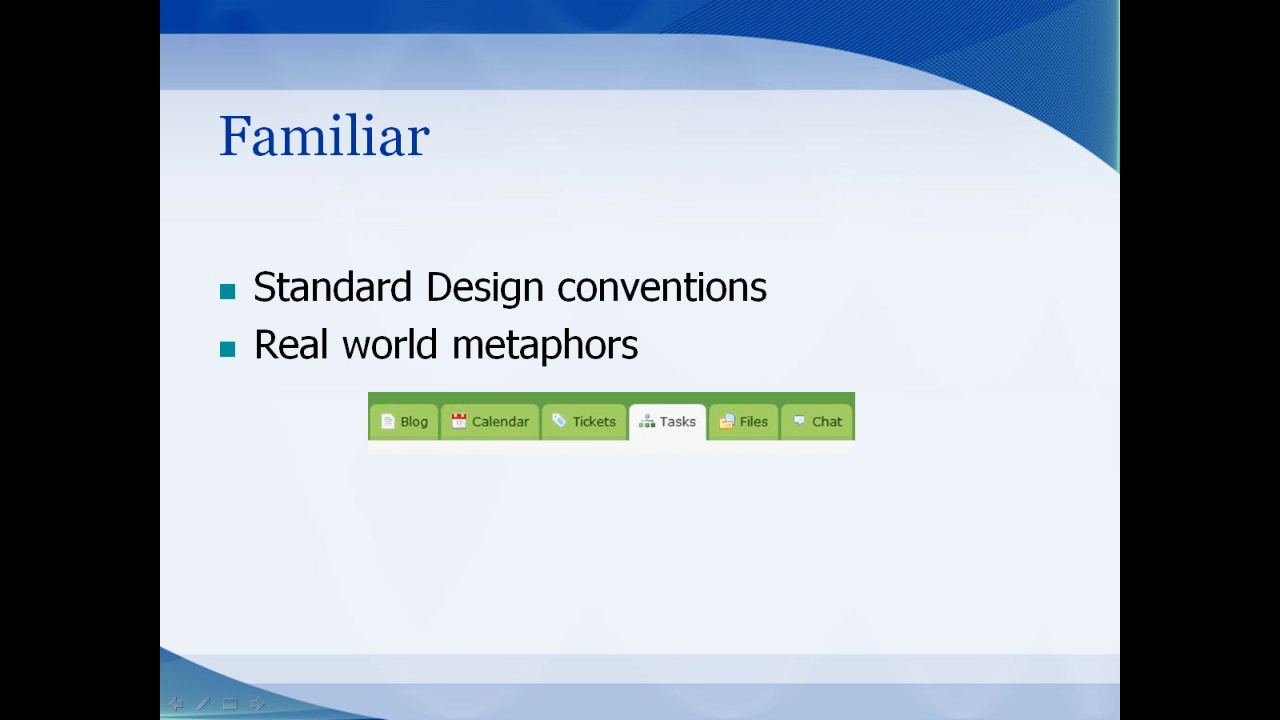 Familiar
Standard Design conventions
Real world metaphors
Blog Calendar Tickets Tasks Files Chat